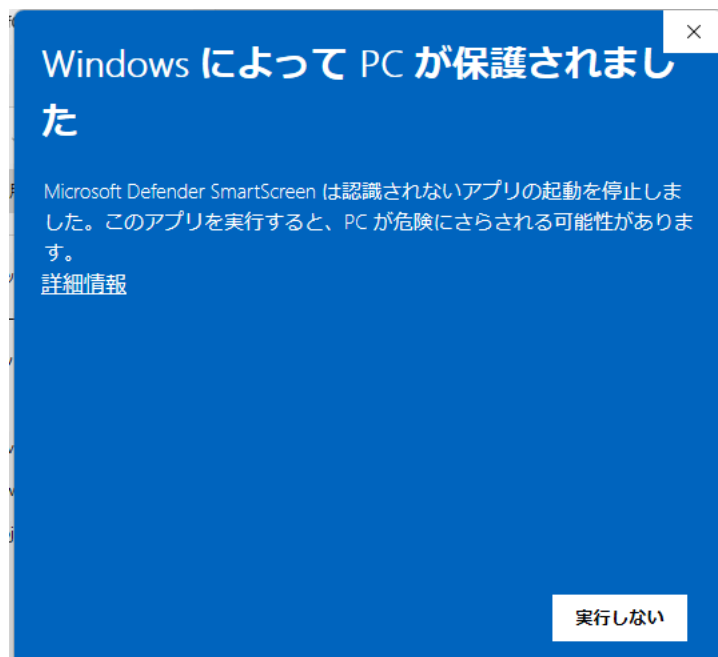 Windows によって PC が保護されまし
た
Microsoft Defender SmartScreen は認識されないアプリの起動を停止しま
した。このアプリを実行すると、PC が危険にさらされる可能性がありま
す。
詳細情報
実行しない